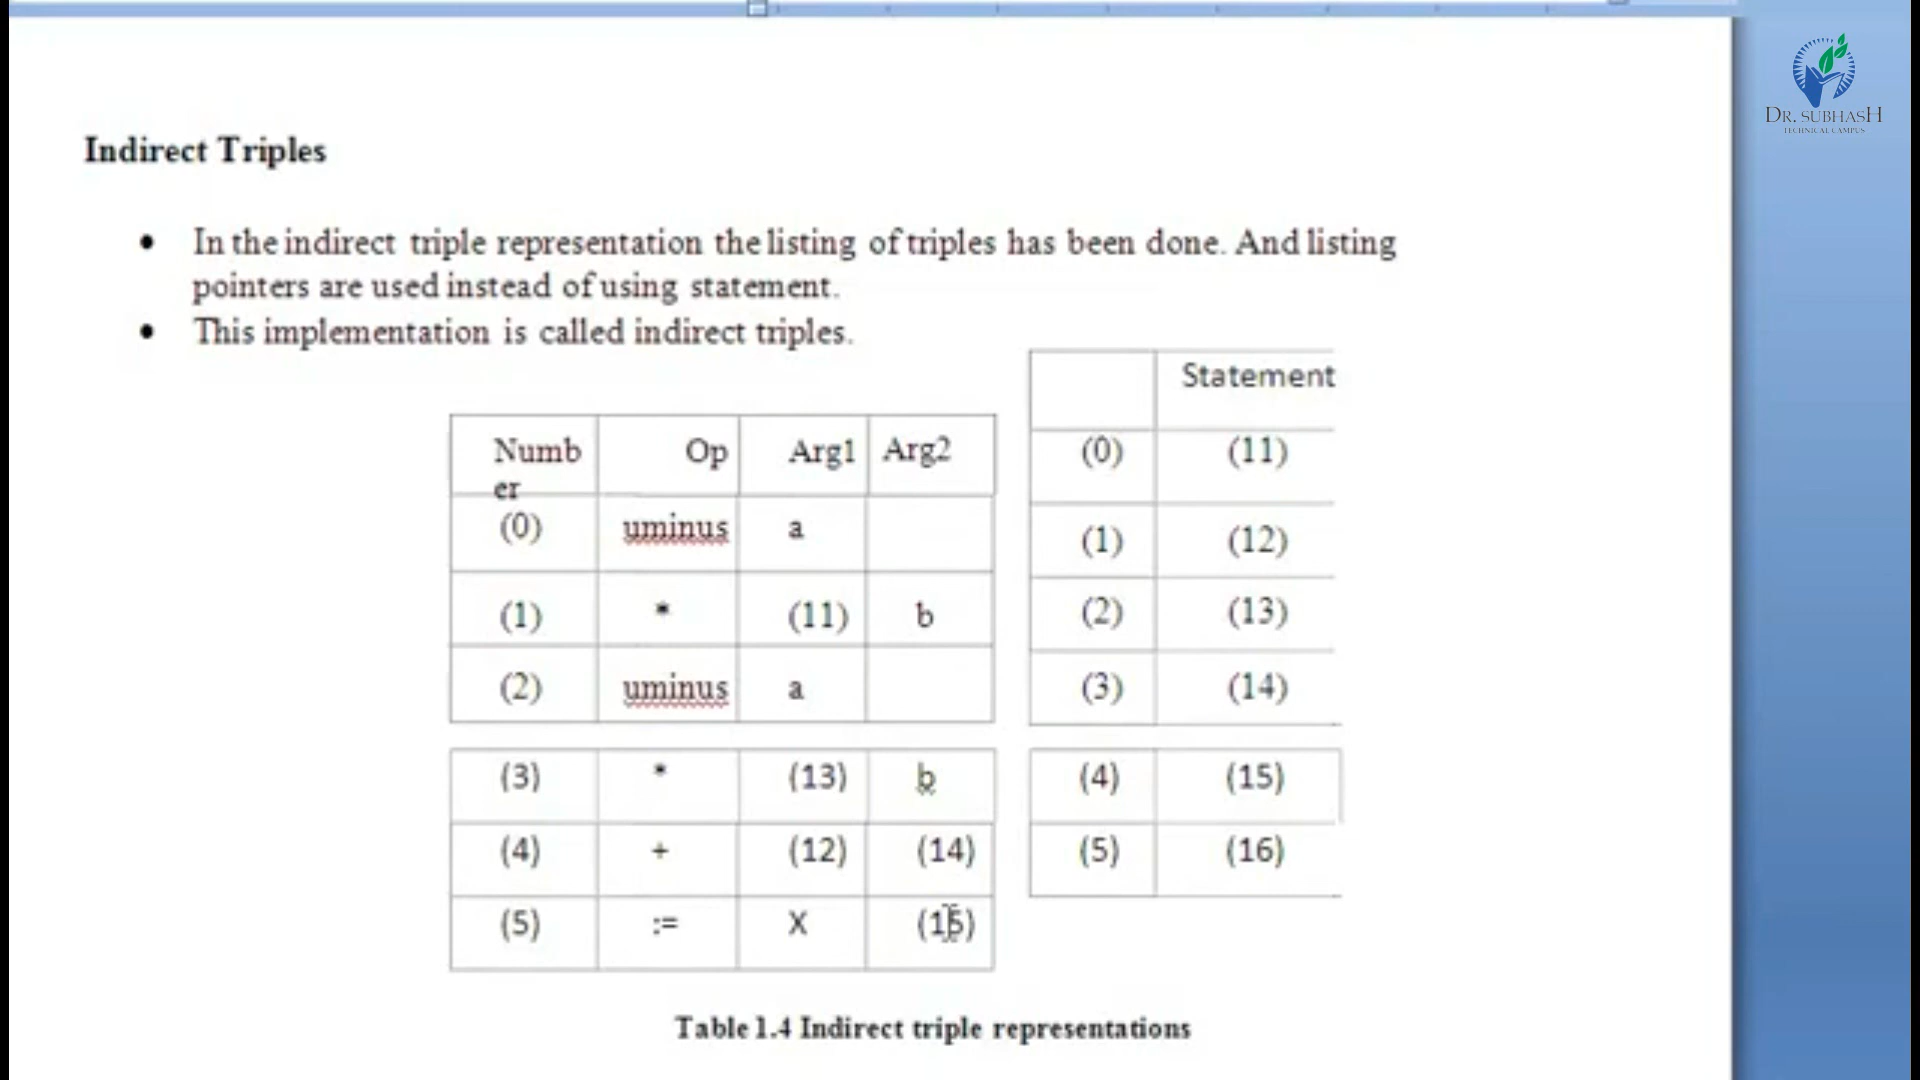 DR. SUBHASH
TECHNICAL CAMPUS
Indirect Triples
• In the indirect triple representation the listing of triples has been done. And listing
pointers are used instead of using statement.
• This implementation is called indirect triples.
Numb
er Op Arg1 Arg2
(0) uminus a
(1) * (11) b
(2) uminus a
(3) * (13) b
(4) + (12) (14)
(5) := X (15)
Statement
(0) (11)
(1) (12)
(2) (13)
(3) (14)
(4) (15)
(5) (16)
Table 1.4 Indirect triple representations